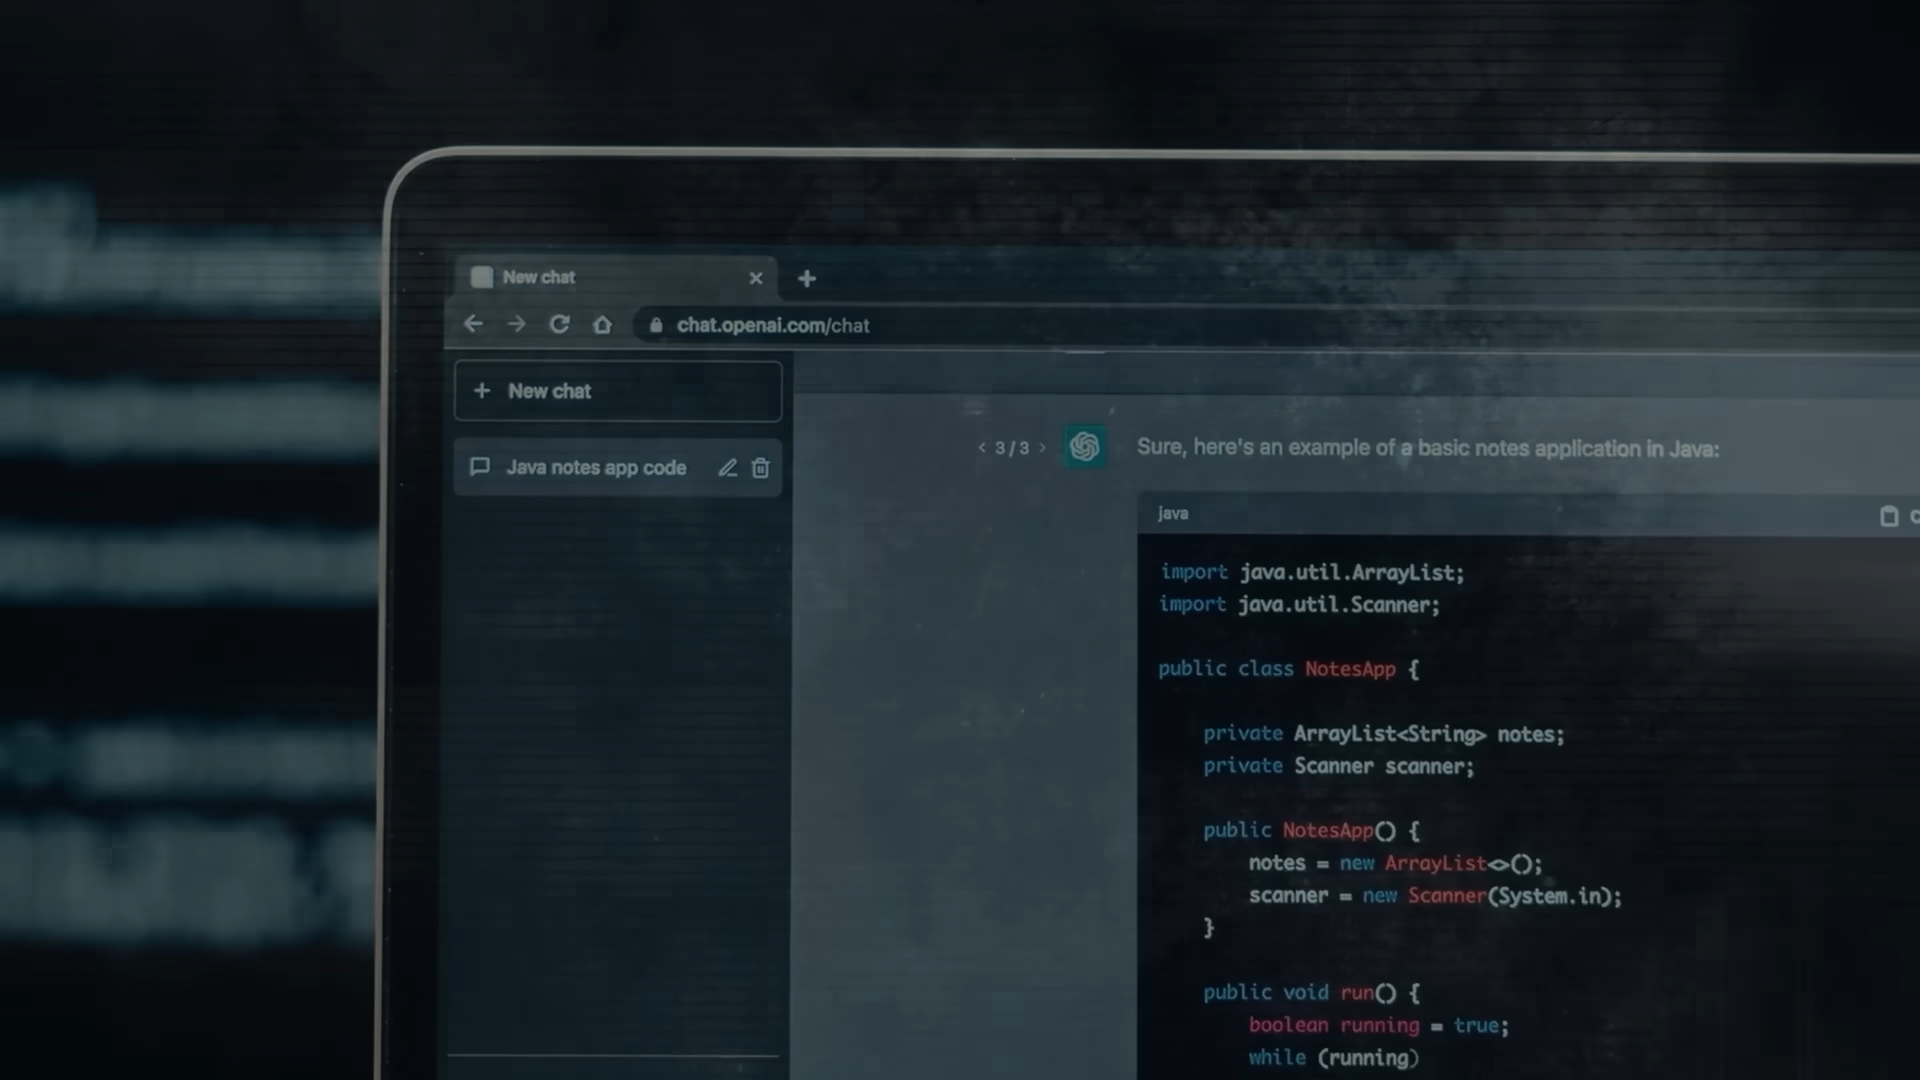 New chat
chat.openai.com/chat
New chat
Java notes app code
< 3 / 3 >
Sure, here's an example of a basic notes application in Java:
java
import java.util.ArrayList;
import java.util.Scanner;
public class NotesApp {
private ArrayList<String> notes;
private Scanner scanner;
public NotesApp() {
notes = new ArrayList<>();
scanner = new Scanner(System.in);
}
public void run() {
boolean running = true;
while (running)